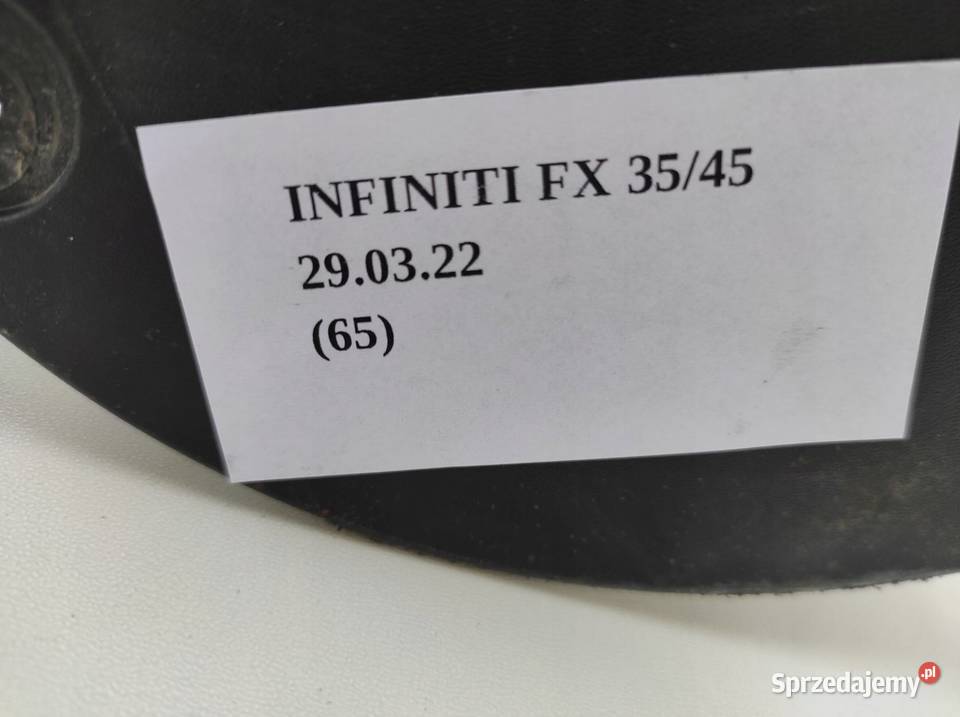 INFINITI FX 35/45
29.03.22
(65)
Sprzedajemy.pl